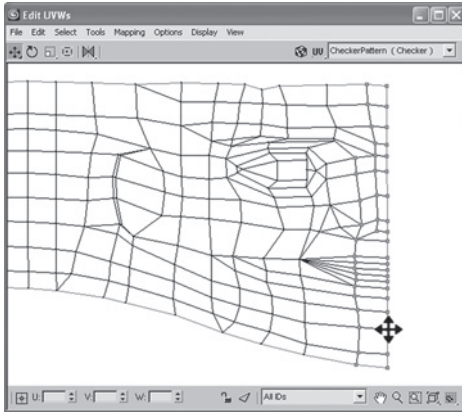 Edit UVWs
File Edit Select Tools Mapping Options Display View
UV CheckerPattern ( Checker )
U: V: W: All IDs